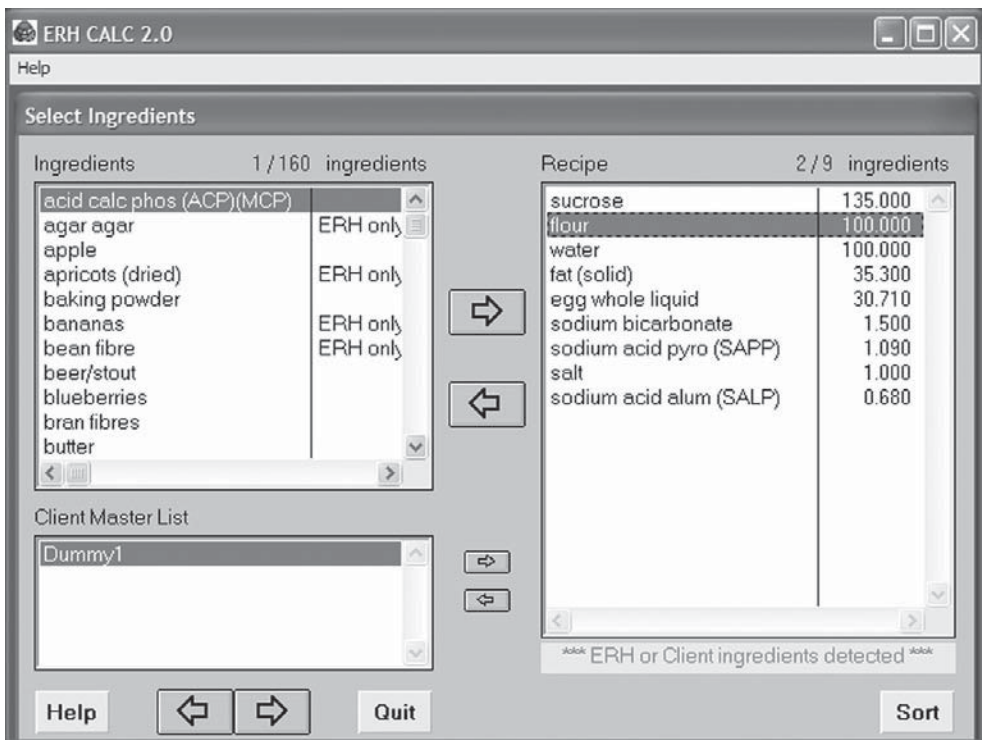 ERH CALC 2.0
Help
Select Ingredients
Ingredients 1/160 ingredients
acid calc phos (ACP)(MCP)
agar agar ERH only
apple
apricots (dried) ERH only
baking powder
bananas ERH only
bean fibre ERH only
beer/stout
blueberries
bran fibres
butter
Client Master List
Dummy1
Recipe 2/9 ingredients
sucrose 135.000
flour 100.000
water 100.000
fat (solid) 35.300
egg whole liquid 30.710
sodium bicarbonate 1.500
sodium acid pyro (SAPP) 1.090
salt 1.000
sodium acid alum (SALP) 0.680
*** ERH or Client ingredients detected ***
Help Quit Sort